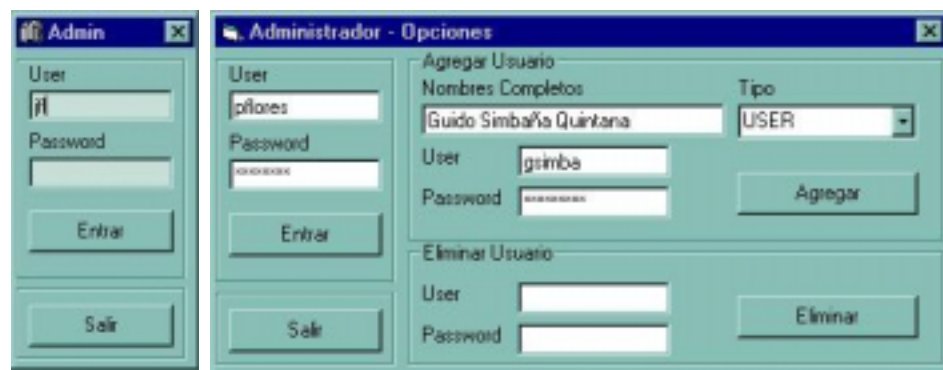 Admin
User
Password
Entrar
Salir
Administrador - Opciones
User
pflores
Password
Entrar
Salir
Agregar Usuario
Nombres Completos
Guido Simbaña Quintana
Tipo
USER
User
gsimba
Password
Agregar
Eliminar Usuario
User
Password
Eliminar